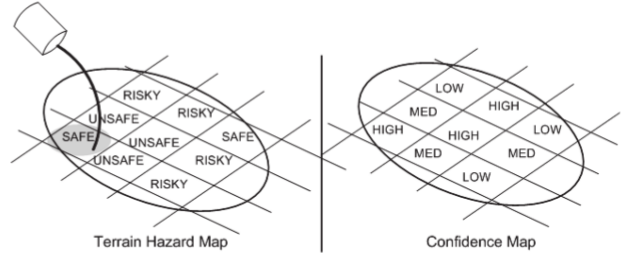 RISKY
UNSAFE
RISKY
SAFE
UNSAFE
SAFE
UNSAFE
RISKY
RISKY
Terrain Hazard Map
LOW
MED
HIGH
HIGH
HIGH
LOW
MED
MED
LOW
Confidence Map